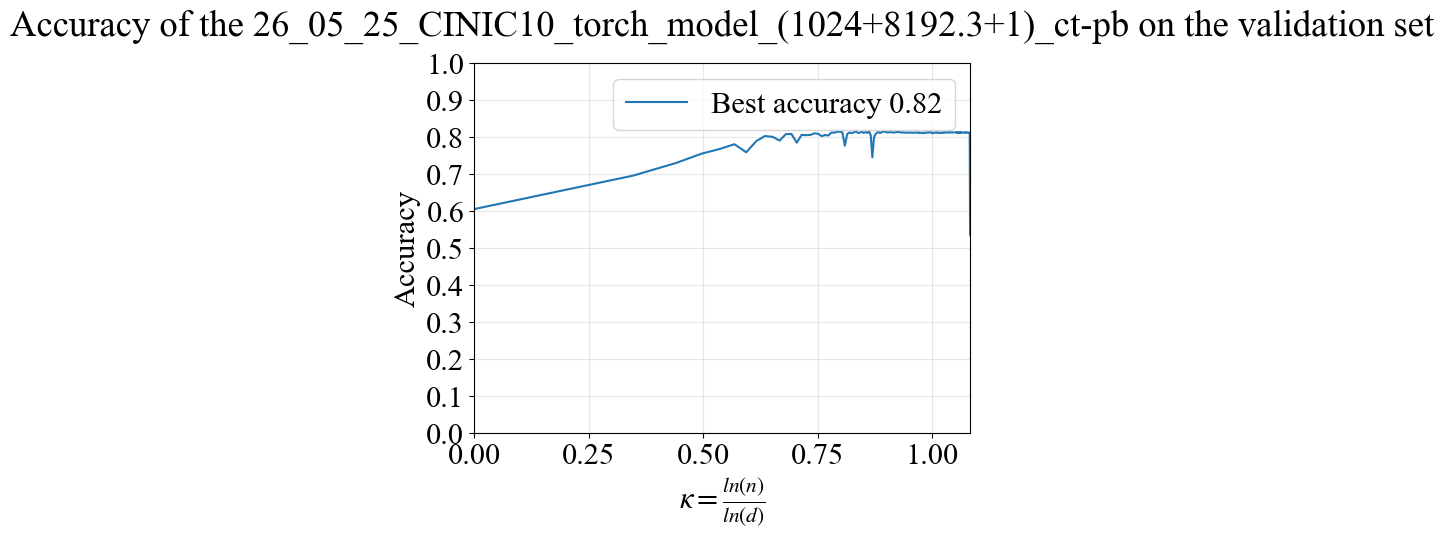 Accuracy of the 26_05_25_CINIC10_torch_model_(1024+8192.3+1)_ct-pb on the validation set
Best accuracy 0.82
Accuracy
1.0
0.9
0.8
0.7
0.6
0.5
0.4
0.3
0.2
0.1
0.0
0.00 0.25 0.50 0.75 1.00
κ = ln(n) / ln(d)